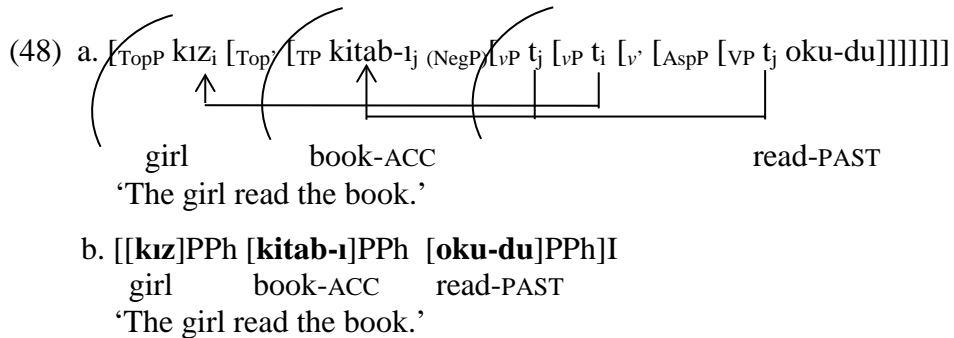 (48) a. [TopP kızi [Top' [TP kitab-ıj (NegP)[vP tj [vP ti [v' [AspP [VP tj oku-du]]]]]]]
girl book-ACC read-PAST
‘The girl read the book.’
b. [[kız]PPh [kitab-ı]PPh [oku-du]PPh]I
girl book-ACC read-PAST
‘The girl read the book.’